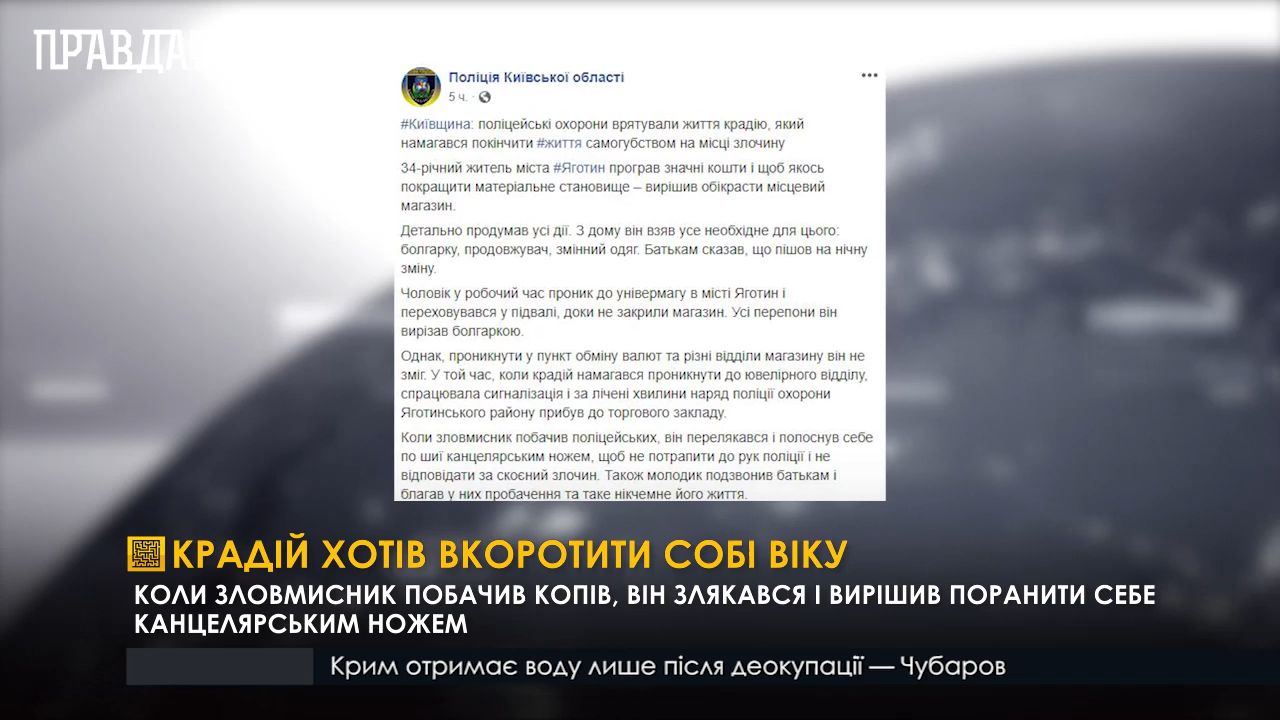 ПРАВДА
Поліція Київської області
5 ч. ·
#Київщина: поліцейські охорони врятували життя крадію, який
намагався покінчити #життя самогубством на місці злочину
34-річний житель міста #Яготин програв значні кошти і щоб якось
покращити матеріальне становище – вирішив обікрасти місцевий
магазин.
Детально продумав усі дії. З дому він взяв усе необхідне для цього:
болгарку, продовжувач, змінний одяг. Батькам сказав, що пішов на нічну
зміну.
Чоловік у робочий час проник до універмагу в місті Яготин і
переховувався у підвалі, доки не закрили магазин. Усі перепони він
вирізав болгаркою.
Однак, проникнути у пункт обміну валют та різні відділи магазину він не
зміг. У той час, коли крадій намагався проникнути до ювелірного відділу,
спрацювала сигналізація і за лічені хвилини наряд поліції охорони
Яготинського району прибув до торгового закладу.
Коли зловмисник побачив поліцейських, він перелякався і полоснув себе
по шиї канцелярським ножем, щоб не потрапити до рук поліції і не
відповідати за скоєний злочин. Також молодик подзвонив батькам і
благав у них пробачення та таке нікчемне його життя.
КРАДІЙ ХОТІВ ВКОРОТИТИ СОБІ ВІКУ
КОЛИ ЗЛОВМИСНИК ПОБАЧИВ КОПІВ, ВІН ЗЛЯКАВСЯ І ВИРІШИВ ПОРАНИТИ СЕБЕ
КАНЦЕЛЯРСЬКИМ НОЖЕМ
Крим отримає воду лише після деокупації — Чубаров